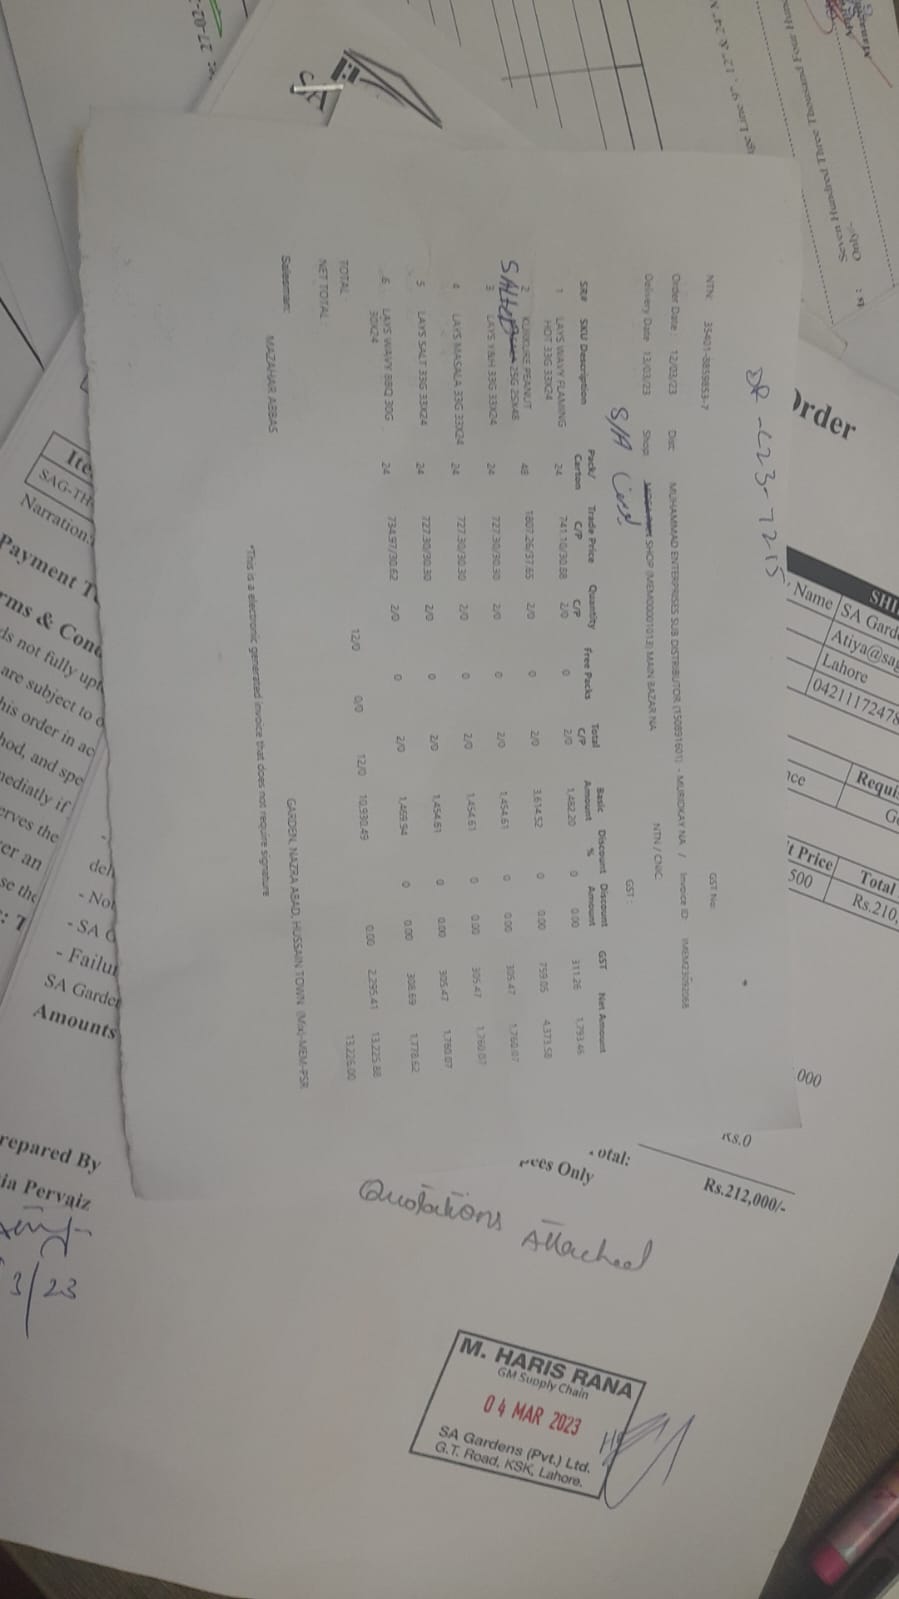 DR-L223-7215
NTN: 35401-8859853-7 GST No:
Order Date: 12/03/23 Dist: MUHAMMAD ENTERPRISES SUB DISTRIBUTOR (TS0891601) - MURIDKAY NA / Invoice ID:
Delivery Date 13/03/23 Shop: SHOP (MEM00001013) MAIN BAZAR NA NTN / CNIC:
S/A GST:
SR# SKU Description Pack/Carton Trade Price C/P Quantity C/P Free Packs Total C/P Basic Amount Discount % Discount Amount GST Net Amount
1 LAYS WAVY FLAMING HOT 33G 33X24 24 741.10/30.88 2/0 0 2/0 1,482.20 0 0.00 311.26 1,793.46
2 KURKURE PEANUT 25G 25X48 48 1807.26/37.65 2/0 0 2/0 3,614.52 0 0.00 759.05 4,373.58
Salted
3 LAYS Y&H 33G 33X24 24 727.30/30.30 2/0 0 2/0 1,454.61 0 0.00 305.47 1,760.07
4 LAYS MASALA 33G 33X24 24 727.30/30.30 2/0 0 2/0 1,454.61 0 0.00 305.47 1,760.07
5 LAYS SALT 33G 33X24 24 727.30/30.30 2/0 0 2/0 1,454.61 0 0.00 305.47 1,760.07
6 LAYS WAVY BBQ 30G 30X24 24 734.97/30.62 2/0 0 2/0 1,469.94 0 0.00 308.69 1,778.62
TOTAL 12/0 0/0 12/0 10,930.49 0.00 2,295.41 13,225.88
NET TOTAL 13,226.00
Salesman: MAZAHAR ABBAS GARDEN, NAZRA ABAD, HUSSAIN TOWN (Mix)-MEM-PSR
*This is a electronic generated invoice that does not require signature
Order
Name SA Gard
Atiya@sag
Lahore
04211172478
Requi
t Price Total
500 Rs.210,
.000
Rs.0
otal: Rs.212,000/-
Only
Seven Hundred Three Thousand Four
Only/-
Ite
SAG-TH
Narration:
Payment T
rms & Cond
ds not fully
are subject to
his order in ac
hod, and spe
mediatly if
erves the
er an
se the
del
- No
- SA G
- Failu
SA Garde
Amounts
repared By
ia Pervaiz
3/23
Quotations Attached
M. HARIS RANA
GM Supply Chain
04 MAR 2023
SA Gardens (Pvt.) Ltd.
G.T. Road, KSK, Lahore.